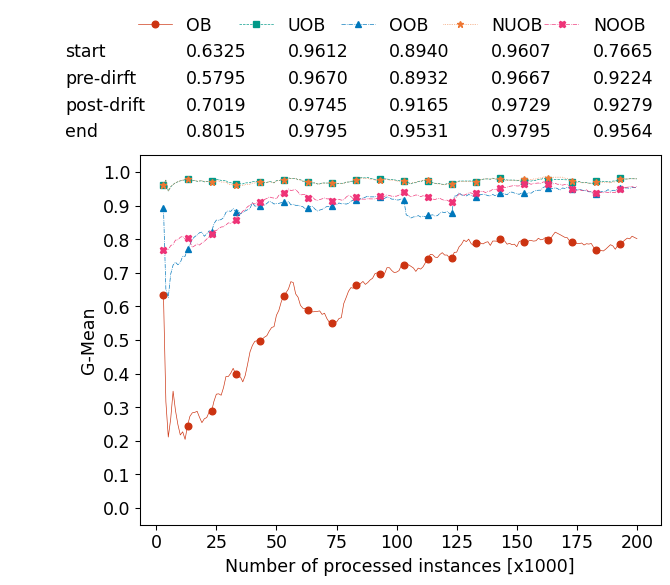 OB UOB OOB NUOB NOOB
start 0.6325 0.9612 0.8940 0.9607 0.7665
pre-dirft 0.5795 0.9670 0.8932 0.9667 0.9224
post-drift 0.7019 0.9745 0.9165 0.9729 0.9279
end 0.8015 0.9795 0.9531 0.9795 0.9564
1.0
0.9
0.8
0.7
0.6
0.5
0.4
0.3
0.2
0.1
0.0
G-Mean
0 25 50 75 100 125 150 175 200
Number of processed instances [x1000]